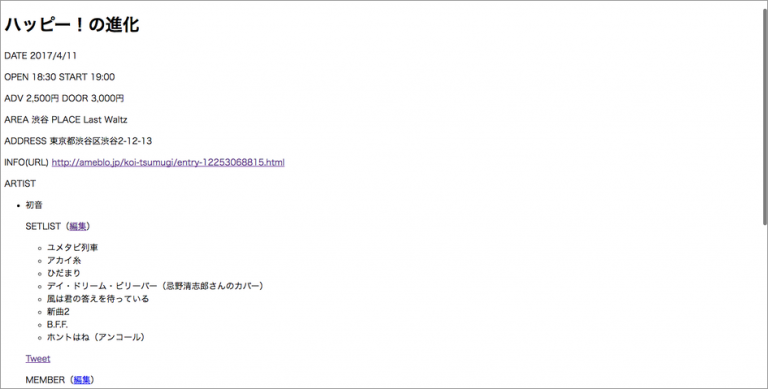 ハッピー！の進化
DATE 2017/4/11
OPEN 18:30 START 19:00
ADV 2,500円 DOOR 3,000円
AREA 渋谷 PLACE Last Waltz
ADDRESS 東京都渋谷区渋谷2-12-13
INFO(URL) http://ameblo.jp/koi-tsumugi/entry-12253068815.html
ARTIST
初音
SETLIST（編集）
ユメタビ列車
アカイ糸
ひだまり
デイ・ドリーム・ビリーバー（忌野清志郎さんのカバー）
風は君の答えを待っている
新曲2
B.F.F.
ホントはね（アンコール）
Tweet
MEMBER（編集）